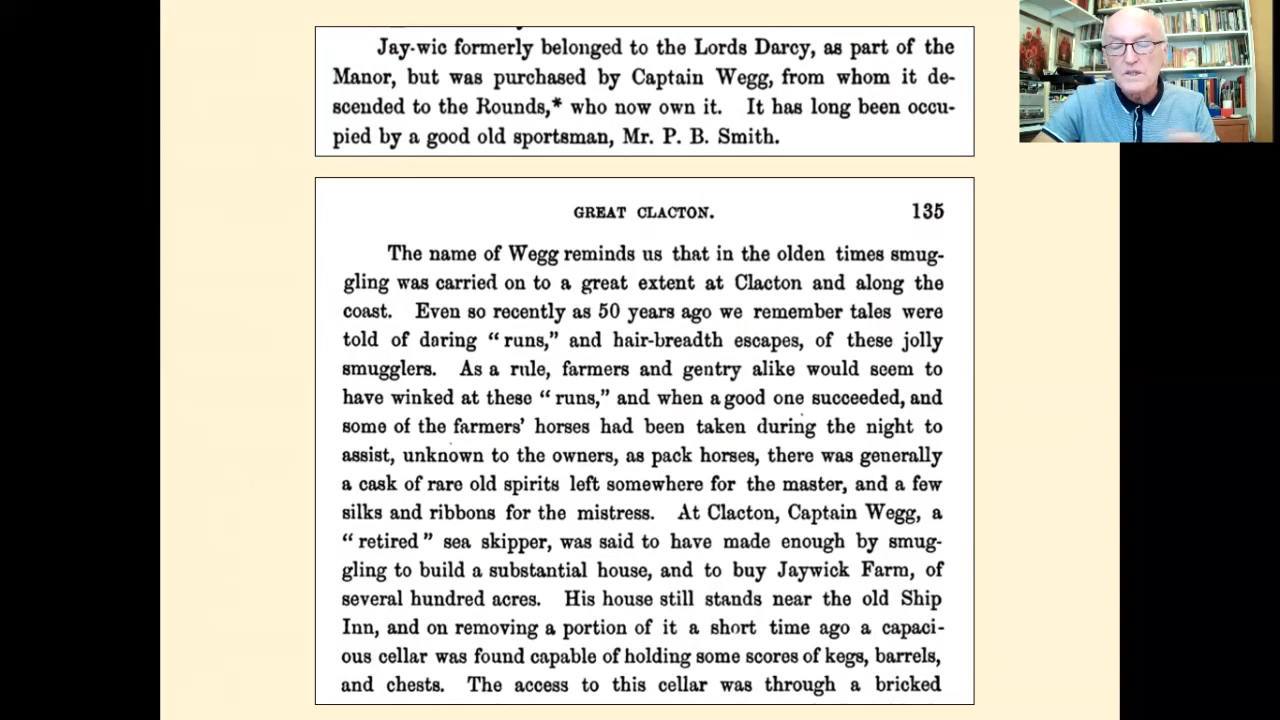 Jay-wic formerly belonged to the Lords Darcy, as part of the
Manor, but was purchased by Captain Wegg, from whom it de-
scended to the Rounds,* who now own it. It has long been occu-
pied by a good old sportsman, Mr. P. B. Smith.
GREAT CLACTON. 135
The name of Wegg reminds us that in the olden times smug-
gling was carried on to a great extent at Clacton and along the
coast. Even so recently as 50 years ago we remember tales were
told of daring “runs,” and hair-breadth escapes, of these jolly
smugglers. As a rule, farmers and gentry alike would seem to
have winked at these “runs,” and when a good one succeeded, and
some of the farmers’ horses had been taken during the night to
assist, unknown to the owners, as pack horses, there was generally
a cask of rare old spirits left somewhere for the master, and a few
silks and ribbons for the mistress. At Clacton, Captain Wegg, a
“retired” sea skipper, was said to have made enough by smug-
gling to build a substantial house, and to buy Jaywick Farm, of
several hundred acres. His house still stands near the old Ship
Inn, and on removing a portion of it a short time ago a capaci-
ous cellar was found capable of holding some scores of kegs, barrels,
and chests. The access to this cellar was through a bricked